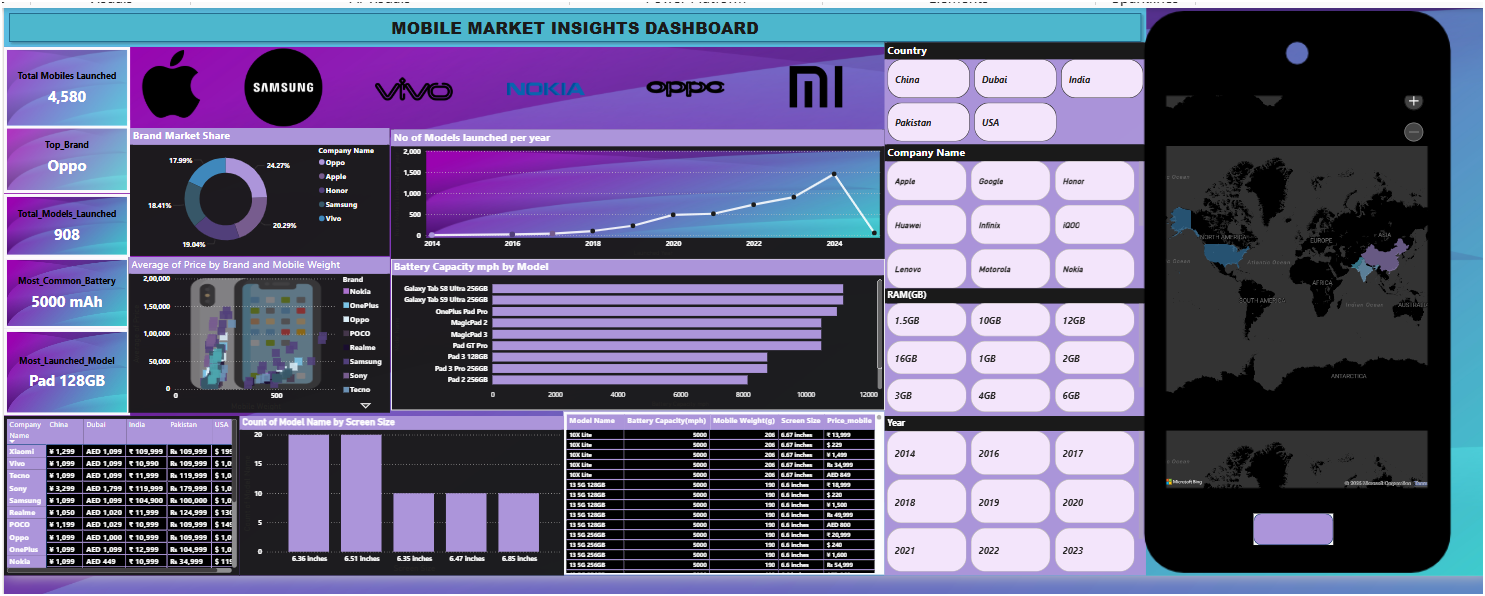 MOBILE MARKET INSIGHTS DASHBOARD
Total Mobiles Launched
4,580
Top_Brand
Oppo
Total_Models_Launched
908
Most_Common_Battery
5000 mAh
Most_Launched_Model
Pad 128GB
SAMSUNG
vivo
NOKIA
oppo
MI
Brand Market Share
17.99%
24.27%
18.41%
20.29%
19.04%
Company Name
Oppo
Apple
Honor
Samsung
Vivo
No of Models launched per year
2,000
1,500
1,000
500
0
2014
2016
2018
2020
2022
2024
Average of Price by Brand and Mobile Weight
2,00,000
1,50,000
1,00,000
50,000
0
0
500
Brand
Nokia
OnePlus
Oppo
POCO
Realme
Samsung
Sony
Tecno
Battery Capacity mph by Model
Galaxy Tab S8 Ultra 256GB
Galaxy Tab S9 Ultra 256GB
OnePlus Pad Pro
MagicPad 2
MagicPad 3
Pad GT Pro
Pad 3 128GB
Pad 3 Pro 256GB
Pad 2 256GB
0
2000
4000
6000
8000
10000
12000
Company Name China Dubai India Pakistan USA
Xiaomi ¥ 1,299 AED 1,099 ₹ 109,999 Rs 109,999 $ 199
Vivo ¥ 1,099 AED 1,099 ₹ 10,990 Rs 109,999 $ 1,0
Tecno ¥ 1,099 AED 1,099 ₹ 11,999 Rs 119,999 $ 1,0
Sony ¥ 3,299 AED 1,799 ₹ 119,999 Rs 179,999 $ 1,0
Samsung ¥ 1,099 AED 1,099 ₹ 104,900 Rs 100,000 $ 1,0
Realme ¥ 1,050 AED 1,020 ₹ 11,999 Rs 124,999 $ 130
POCO ¥ 1,199 AED 1,029 ₹ 10,999 Rs 109,999 $ 149
Oppo ¥ 1,099 AED 1,000 ₹ 10,990 Rs 109,999 $ 1,0
OnePlus ¥ 1,099 AED 1,099 ₹ 12,999 Rs 104,999 $ 1,0
Nokia ¥ 1,099 AED 449 ₹ 10,999 Rs 34,999 $ 119
Count of Model Name by Screen Size
20
15
10
5
0
6.36 inches
6.51 inches
6.35 inches
6.47 inches
6.85 inches
Model Name Battery Capacity(mph) Mobile Weight(g) Screen Size Price_mobile
10X Lite 5000 206 6.67 inches ₹ 13,999
10X Lite 5000 206 6.67 inches $ 229
10X Lite 5000 206 6.67 inches ¥ 1,499
10X Lite 5000 206 6.67 inches Rs 34,999
10X Lite 5000 206 6.67 inches AED 849
13 5G 128GB 5000 190 6.6 inches ₹ 18,999
13 5G 128GB 5000 190 6.6 inches $ 220
13 5G 128GB 5000 190 6.6 inches ¥ 1,500
13 5G 128GB 5000 190 6.6 inches Rs 49,999
13 5G 128GB 5000 190 6.6 inches AED 800
13 5G 256GB 5000 190 6.6 inches ₹ 20,999
13 5G 256GB 5000 190 6.6 inches $ 240
13 5G 256GB 5000 190 6.6 inches ¥ 1,600
13 5G 256GB 5000 190 6.6 inches Rs 54,999
Country
China
Dubai
India
Pakistan
USA
Company Name
Apple
Google
Honor
Huawei
Infinix
iQOO
Lenovo
Motorola
Nokia
RAM(GB)
1.5GB
10GB
12GB
16GB
1GB
2GB
3GB
4GB
6GB
Year
2014
2016
2017
2018
2019
2020
2021
2022
2023
NORTH AMERICA
EUROPE
ASIA
Atlantic Ocean
AFRICA
SOUTH AMERICA
Indian Ocean
AUSTRA
ANTARCTICA
Microsoft Bing
Terms